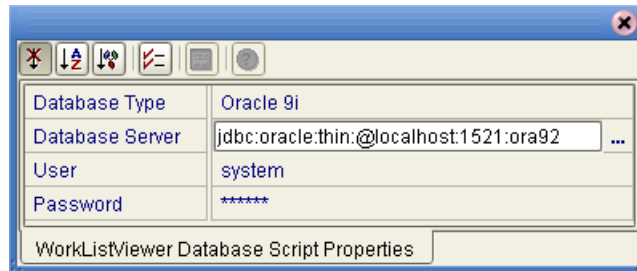 Database Type Oracle 9i
Database Server jdbc:oracle:thin:@localhost:1521:ora92 ...
User system
Password ******
WorkListViewer Database Script Properties